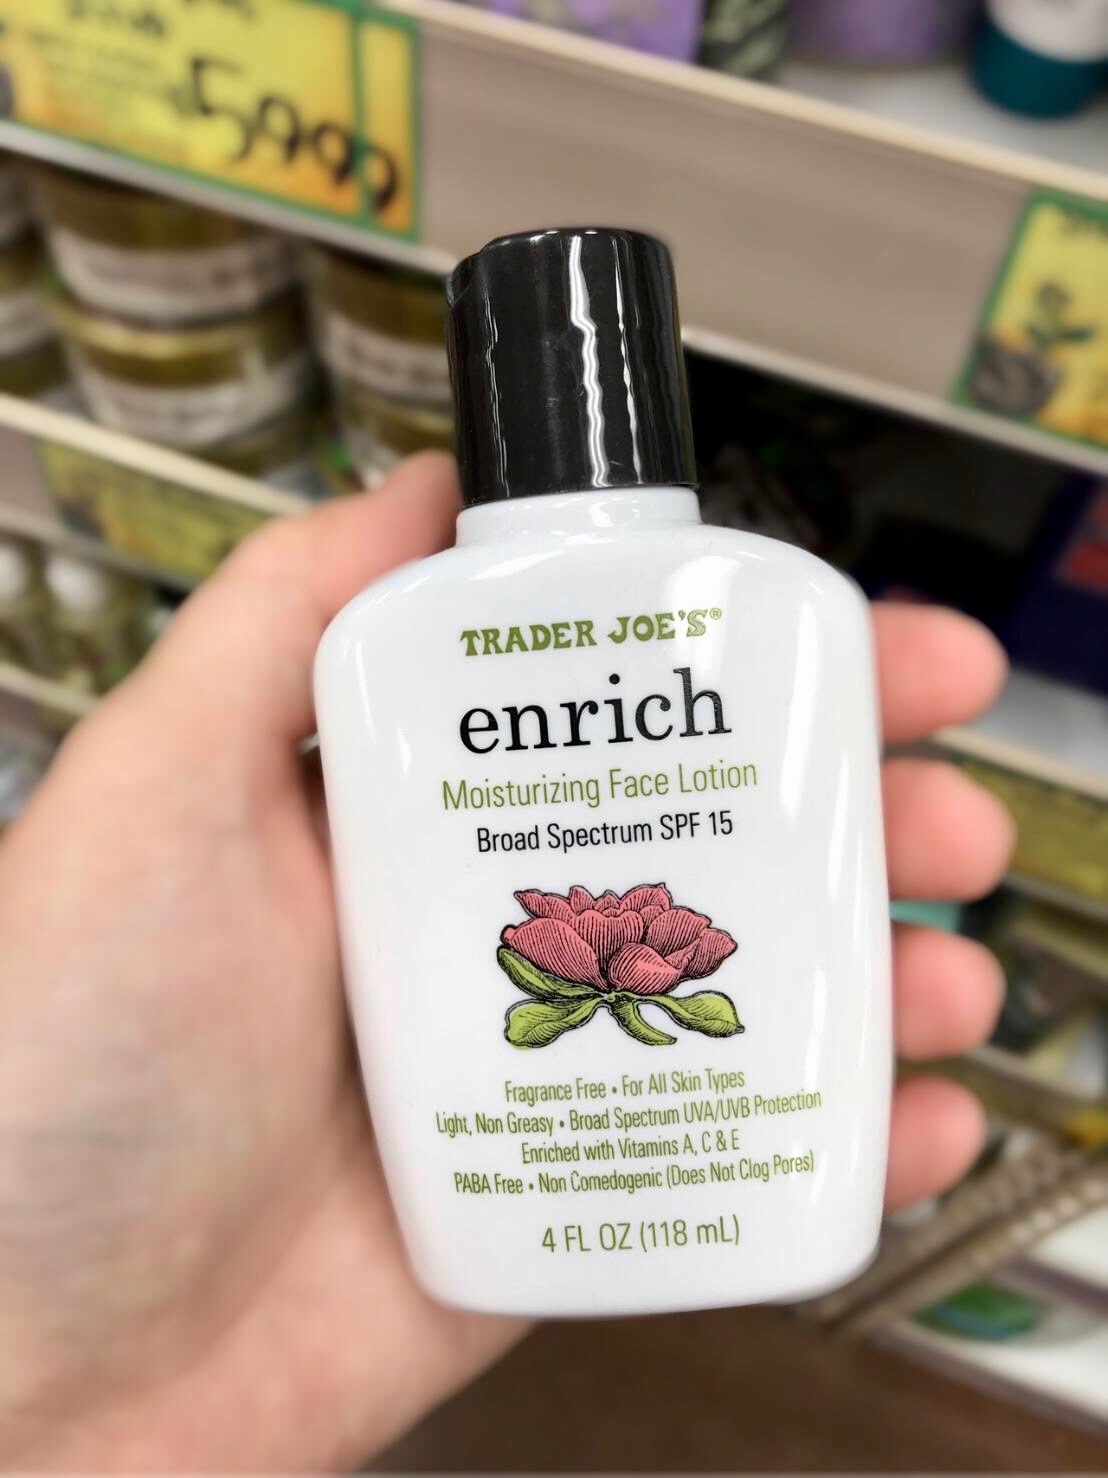 TRADER JOE'S®
enrich
Moisturizing Face Lotion
Broad Spectrum SPF 15
Fragrance Free • For All Skin Types
Light, Non Greasy • Broad Spectrum UVA/UVB Protection
Enriched with Vitamins A, C & E
PABA Free • Non Comedogenic (Does Not Clog Pores)
4 FL OZ (118 mL)